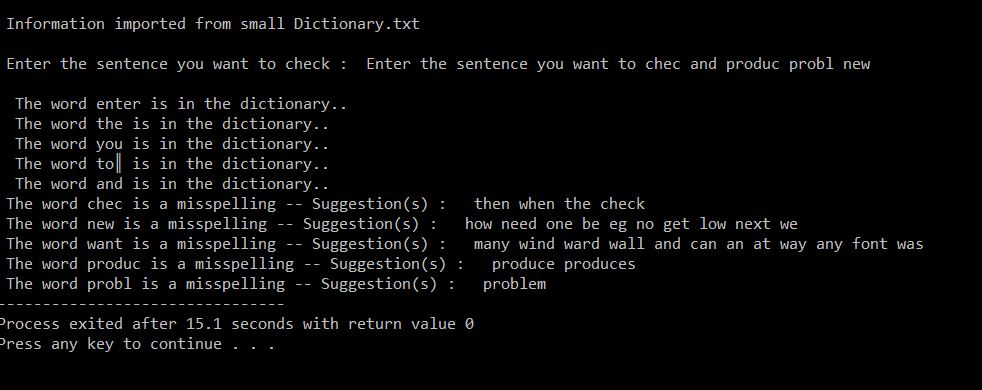 Information imported from small Dictionary.txt
Enter the sentence you want to check :  Enter the sentence you want to chec and produc probl new
The word enter is in the dictionary..
The word the is in the dictionary..
The word you is in the dictionary..
The word to║ is in the dictionary..
The word and is in the dictionary..
The word chec is a misspelling -- Suggestion(s) :   then when the check
The word new is a misspelling -- Suggestion(s) :   how need one be eg no get low next we
The word want is a misspelling -- Suggestion(s) :   many wind ward wall and can an at way any font was
The word produc is a misspelling -- Suggestion(s) :   produce produces
The word probl is a misspelling -- Suggestion(s) :   problem
--------------------------------
Process exited after 15.1 seconds with return value 0
Press any key to continue . . .